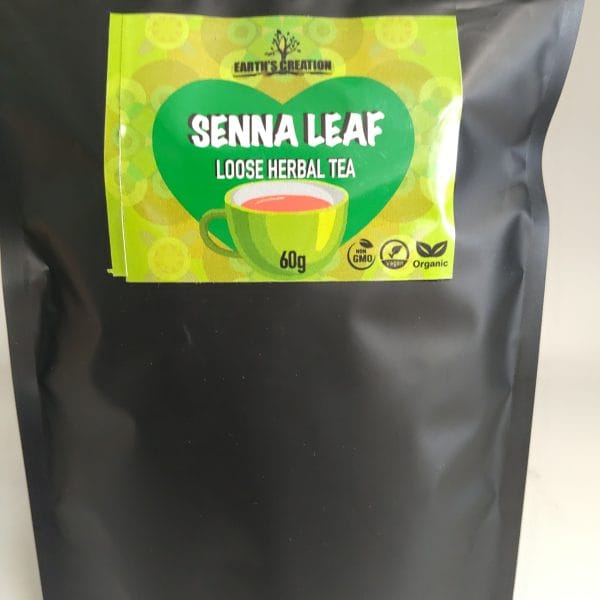 EARTH'S CREATION
SENNA LEAF
LOOSE HERBAL TEA
60g
NON
GMO
Vegan
Organic